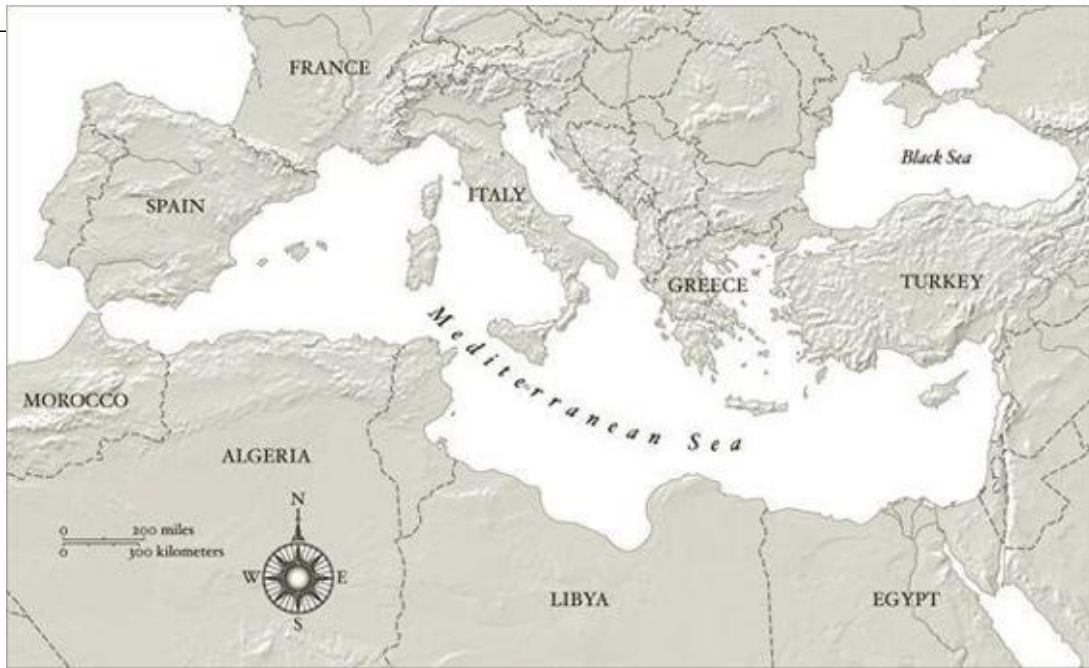 FRANCE
Black Sea
SPAIN
ITALY
GREECE
TURKEY
Mediterranean Sea
MOROCCO
ALGERIA
N
0 200 miles
0 300 kilometers
W E
S
LIBYA
EGYPT